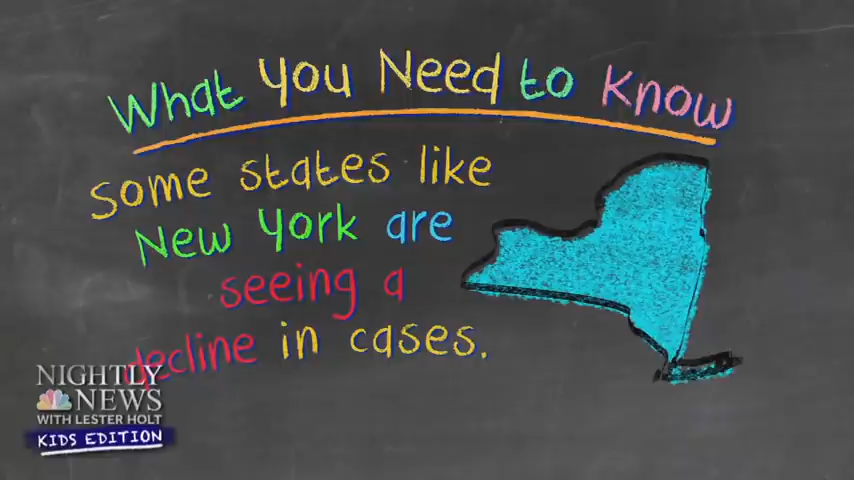 What You Need to Know
Some states like
New York are
seeing a
decline in cases.
NIGHTLY
NEWS
WITH LESTER HOLT
KIDS EDITION